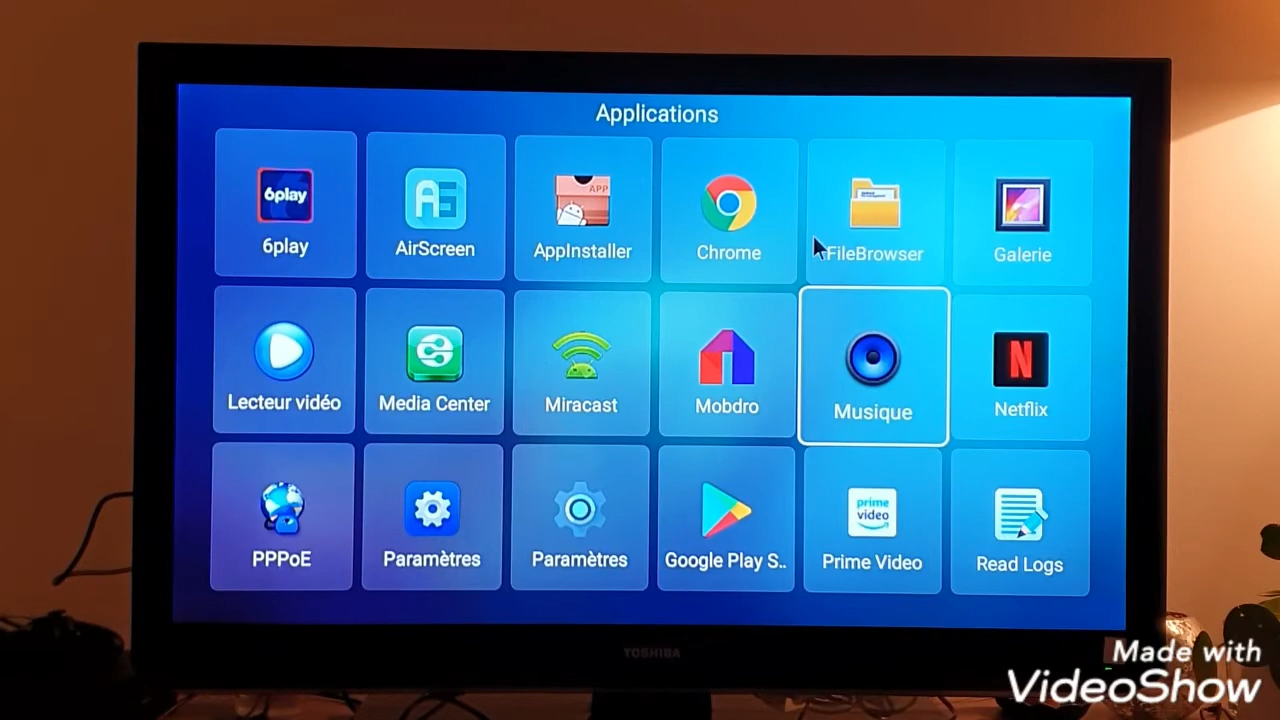 Applications
6play
6play
AirScreen
APP
AppInstaller
Chrome
FileBrowser
Galerie
Lecteur vidéo
Media Center
Miracast
Mobdro
Musique
N
Netflix
PPPoE
Paramètres
Paramètres
Google Play S..
prime
video
Prime Video
Read Logs
TOSHIBA
Made with
VideoShow